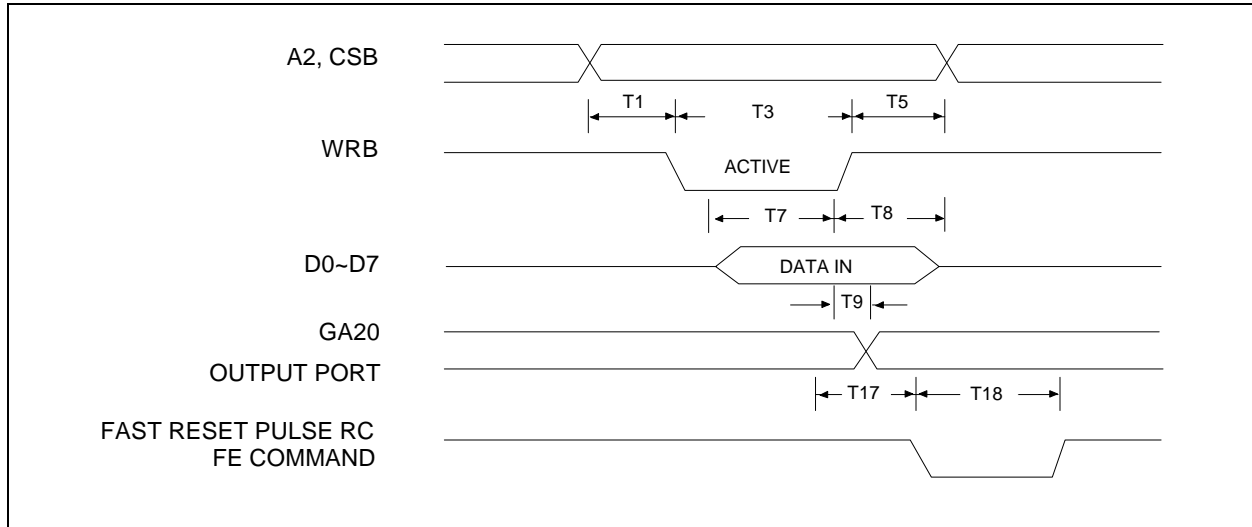 A2, CSB
T1
T3
T5
WRB
ACTIVE
T7
T8
D0~D7
DATA IN
T9
GA20
OUTPUT PORT
T17
T18
FAST RESET PULSE RC
FE COMMAND